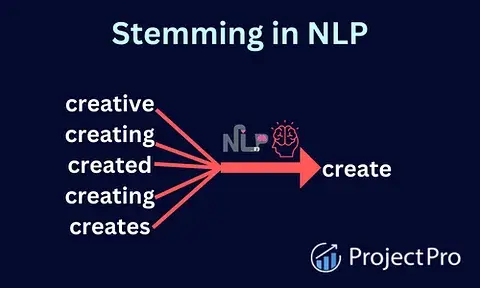 Stemming in NLP
creative
creating
created
creating
creates
NLP
create
ProjectPro